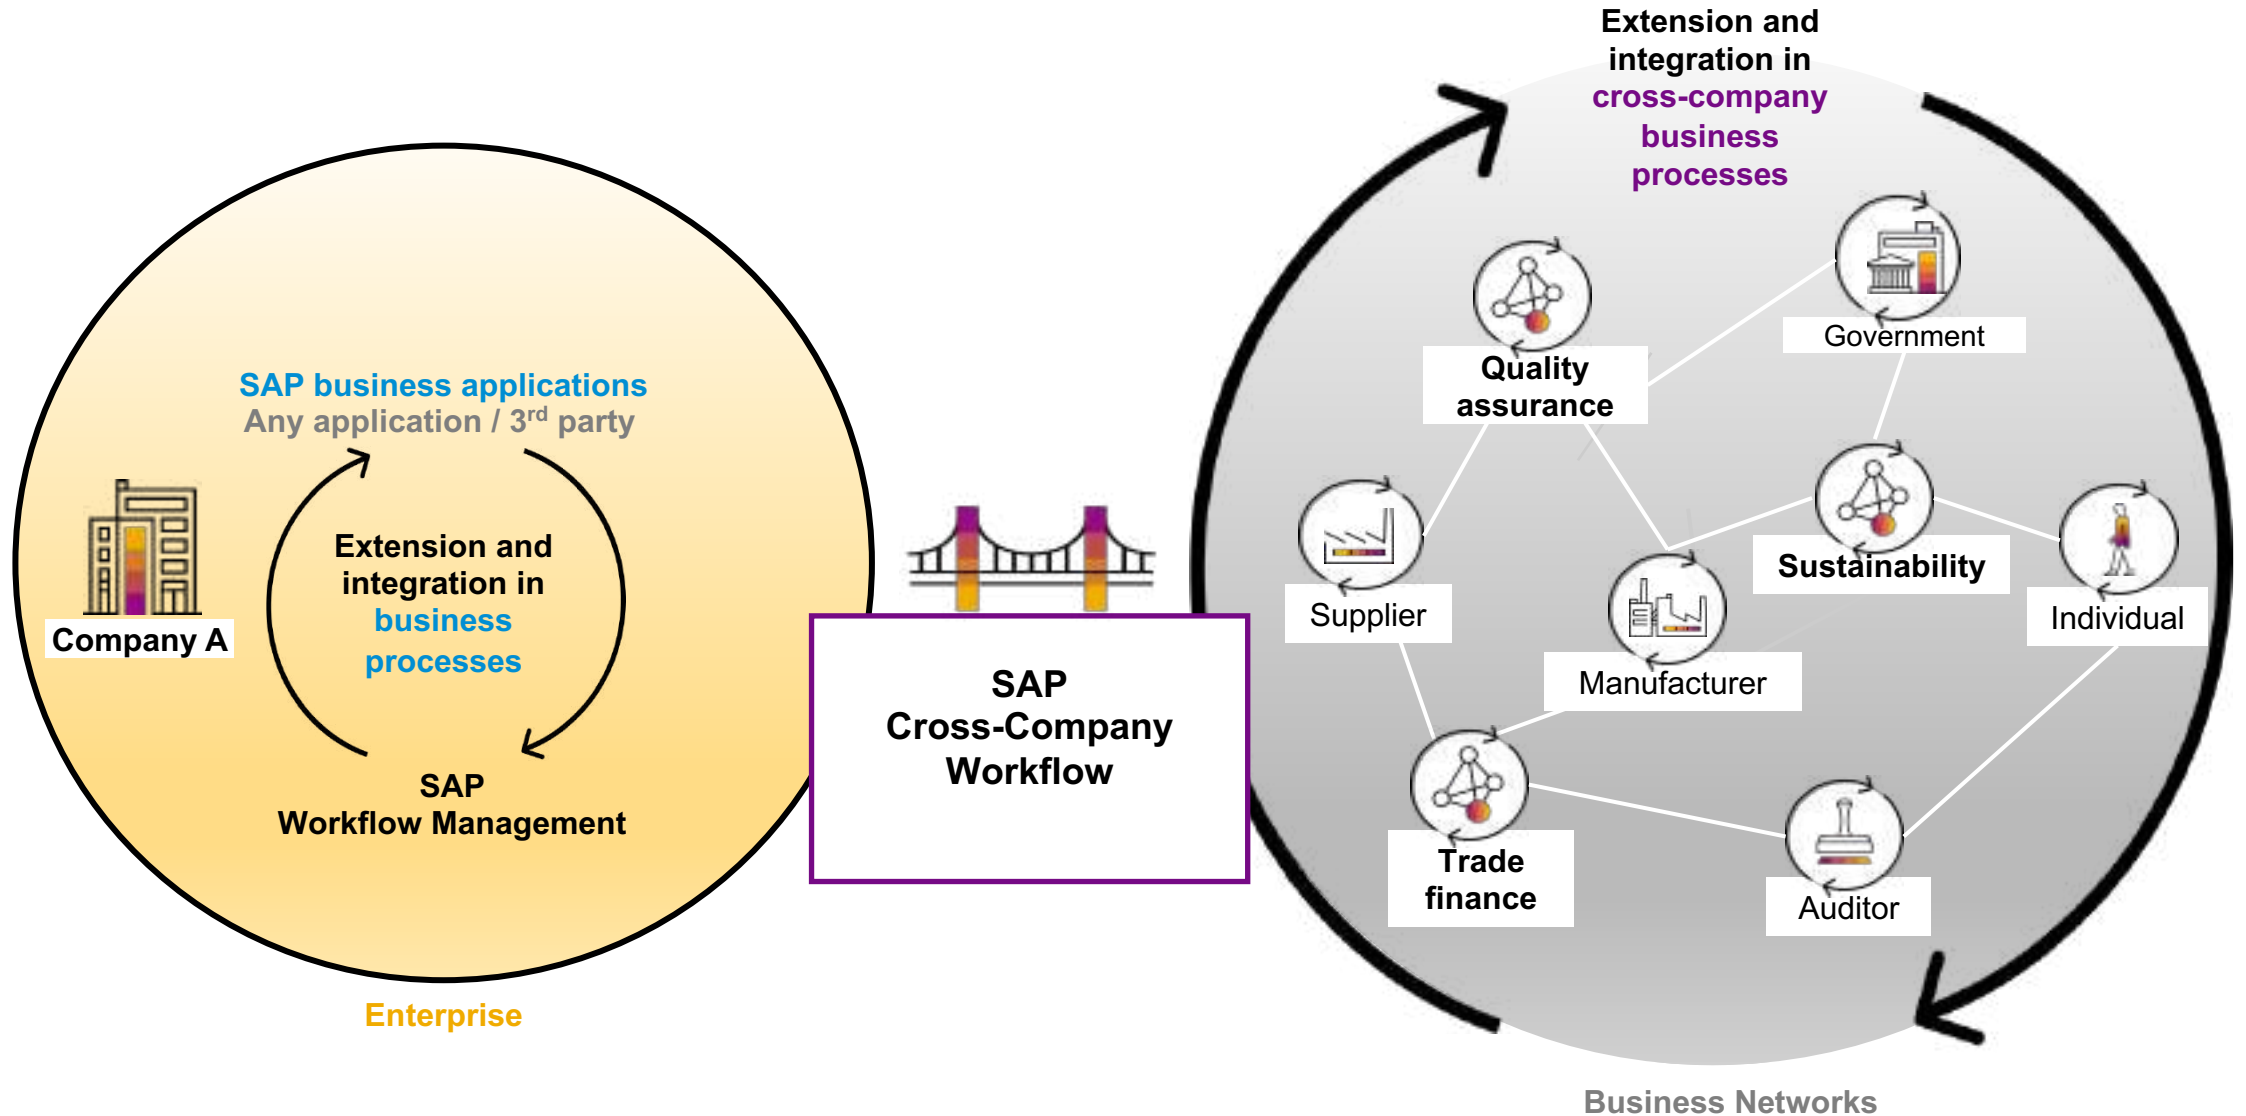 SAP business applications
Any application / 3rd party
Extension and
integration in
business
processes
Company A
SAP
Workflow Management
Enterprise
SAP
Cross-Company
Workflow
Extension and
integration in
cross-company
business
processes
Government
Quality
assurance
Sustainability
Supplier
Individual
Manufacturer
Trade
finance
Auditor
Business Networks